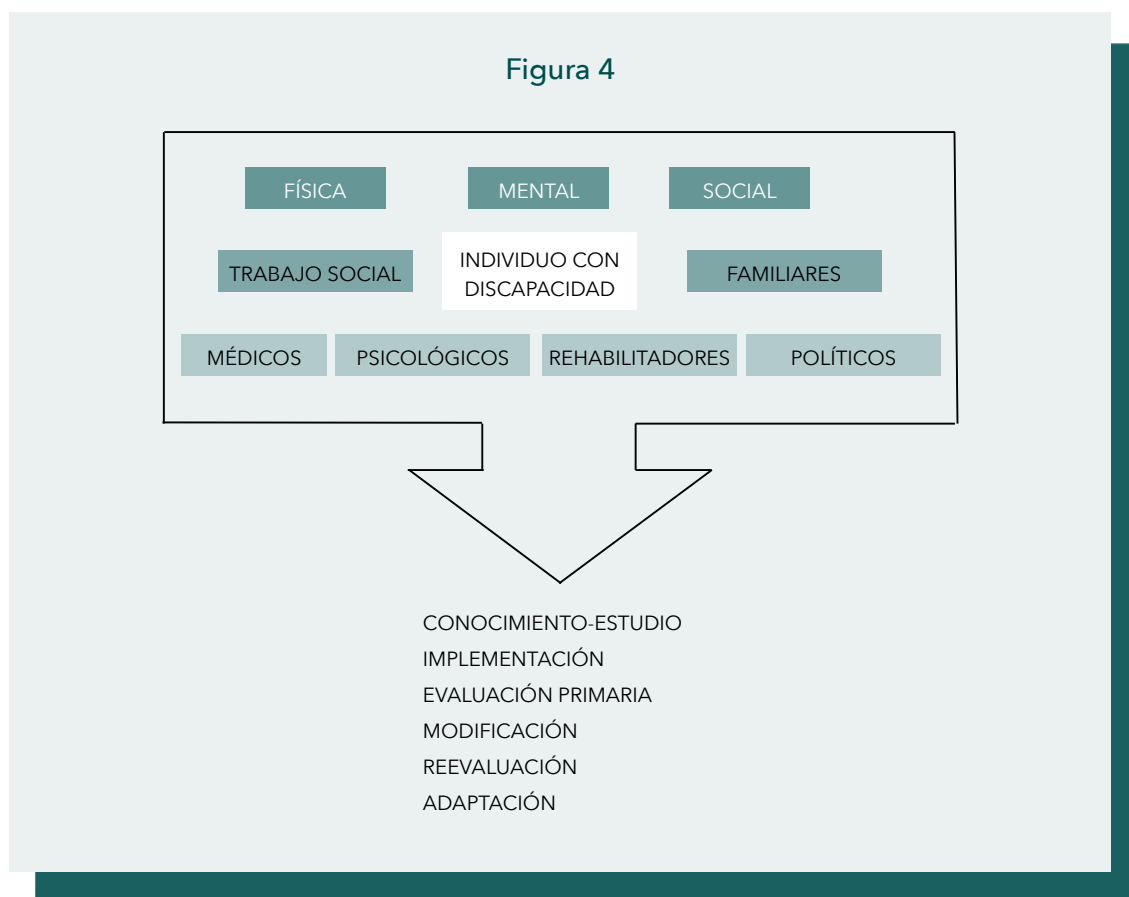 Figura 4
FÍSICA
MENTAL
SOCIAL
TRABAJO SOCIAL
INDIVIDUO CON
DISCAPACIDAD
FAMILIARES
MÉDICOS
PSICOLÓGICOS
REHABILITADORES
POLÍTICOS
CONOCIMIENTO-ESTUDIO
IMPLEMENTACIÓN
EVALUACIÓN PRIMARIA
MODIFICACIÓN
REEVALUACIÓN
ADAPTACIÓN